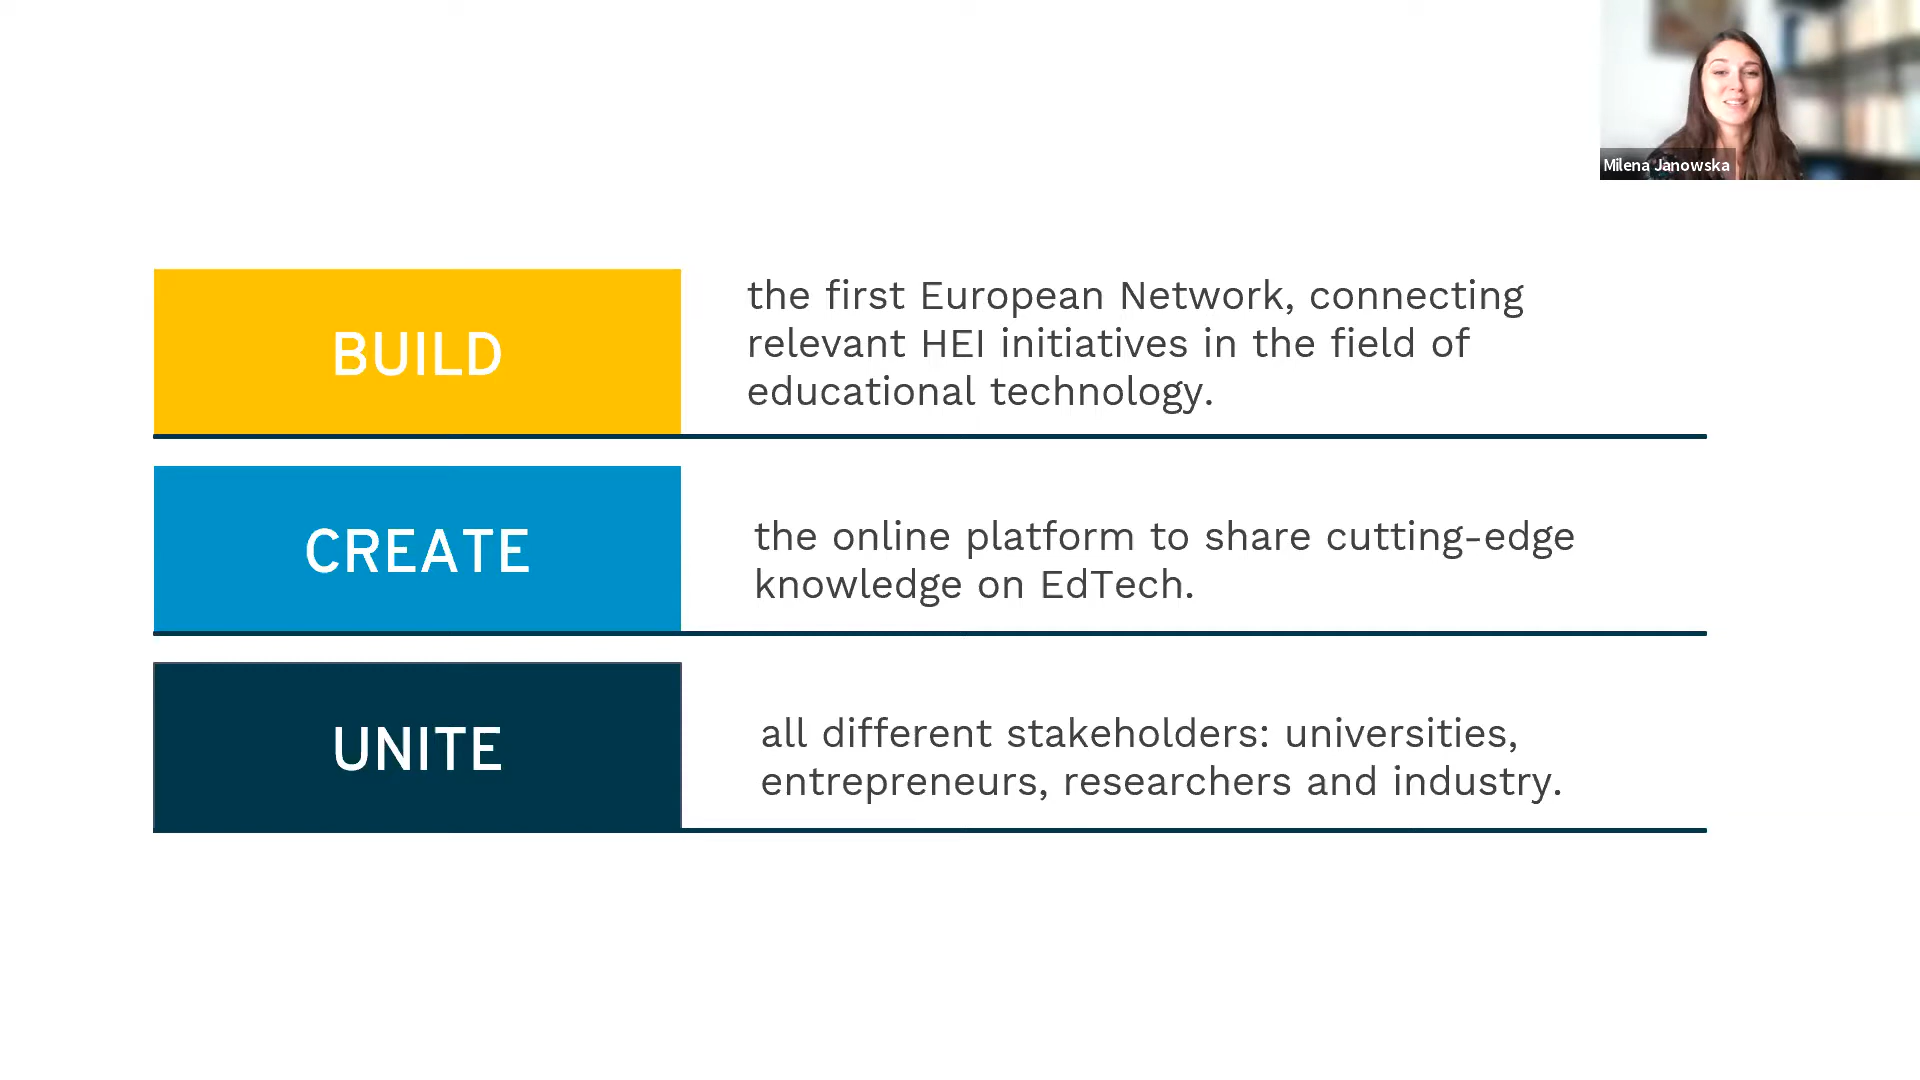 Milena Janowska
BUILD
the first European Network, connecting
relevant HEI initiatives in the field of
educational technology.
CREATE
the online platform to share cutting-edge
knowledge on EdTech.
UNITE
all different stakeholders: universities,
entrepreneurs, researchers and industry.